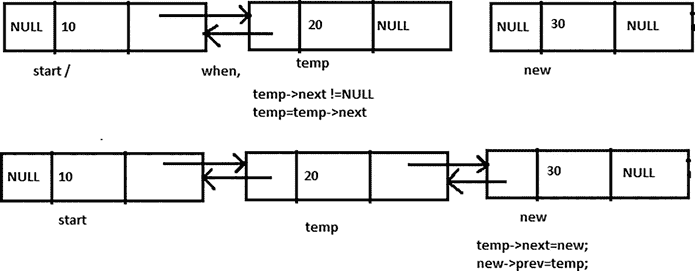 NULL 10 20 NULL NULL 30 NULL
start / when, temp new
temp->next !=NULL
temp=temp->next
NULL 10 20 30 NULL
start temp new
temp->next=new;
new->prev=temp;